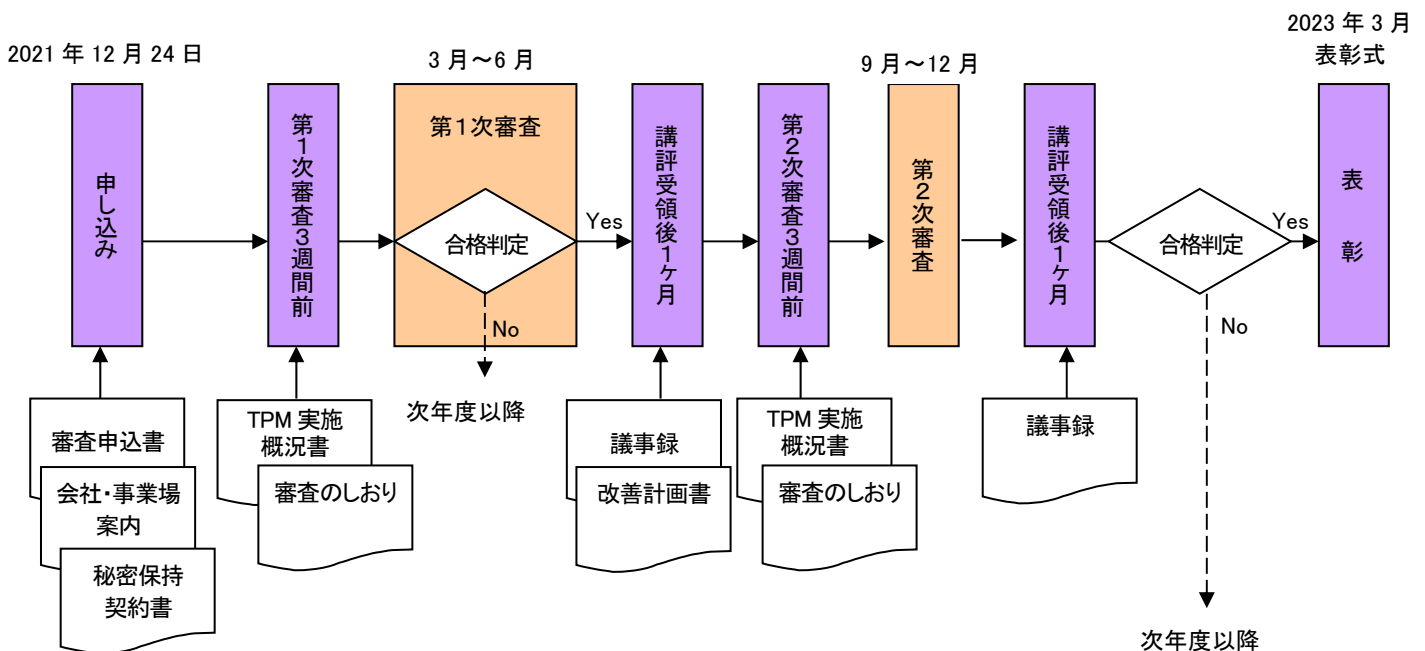 2021 年 12 月 24 日
3 月～6 月
9 月～12 月
2023 年 3 月
表彰式
申し込み
第1次審査3週間前
第1次審査
合格判定
Yes
No
次年度以降
講評受領後1ヶ月
第2次審査3週間前
第2次審査
講評受領後1ヶ月
合格判定
Yes
No
次年度以降
表彰
審査申込書
会社・事業場
案内
秘密保持
契約書
TPM 実施
概況書
審査のしおり
議事録
改善計画書
TPM 実施
概況書
審査のしおり
議事録